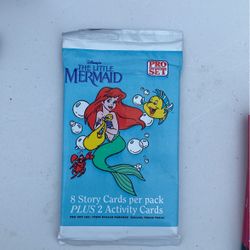 Disney's
THE LITTLE
MERMAID
PRO
SET
8 Story Cards per pack
PLUS 2 Activity Cards